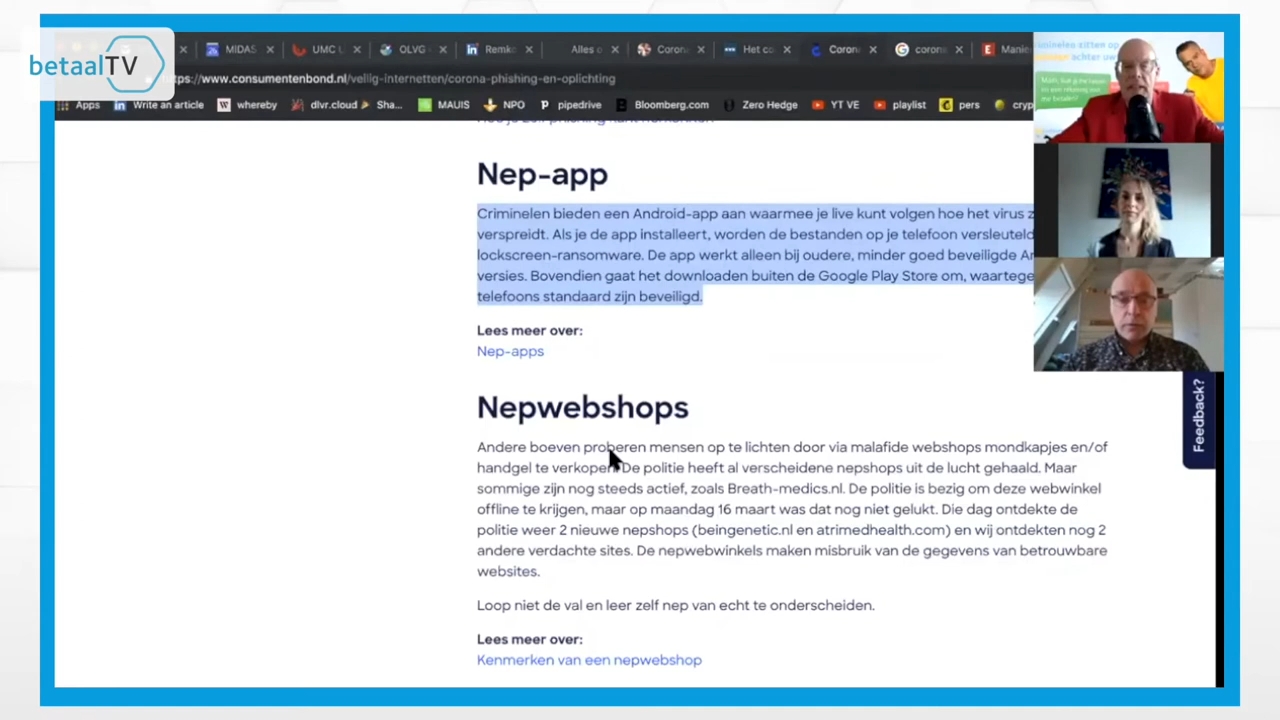 betaalTV
MIDAS
UMC U
OLVG
Remk
Alles o
Corona
Het co
Coron
corona
Manie
https://www.consumentenbond.nl/veilig-internetten/corona-phishing-en-oplichting
Apps
Write an article
whereby
dlvr.cloud
Sha...
MAUIS
NPO
pipedrive
Bloomberg.com
Zero Hedge
YT VE
playlist
pers
cryp
Nep-app
Criminelen bieden een Android-app aan waarmee je live kunt volgen hoe het virus z
verspreidt. Als je de app installeert, worden de bestanden op je telefoon versleuteld
lockscreen-ransomware. De app werkt alleen bij oudere, minder goed beveiligde An
versies. Bovendien gaat het downloaden buiten de Google Play Store om, waartege
telefoons standaard zijn beveiligd.
Lees meer over:
Nep-apps
Feedback?
Nepwebshops
Andere boeven proberen mensen op te lichten door via malafide webshops mondkapjes en/of
handgel te verkopen. De politie heeft al verscheidene nepshops uit de lucht gehaald. Maar
sommige zijn nog steeds actief, zoals Breath-medics.nl. De politie is bezig om deze webwinkel
offline te krijgen, maar op maandag 16 maart was dat nog niet gelukt. Die dag ontdekte de
politie weer 2 nieuwe nepshops (beingenetic.nl en atrimedhealth.com) en wij ontdekten nog 2
andere verdachte sites. De nepwebwinkels maken misbruik van de gegevens van betrouwbare
websites.
Loop niet de val en leer zelf nep van echt te onderscheiden.
Lees meer over:
Kenmerken van een nepwebshop